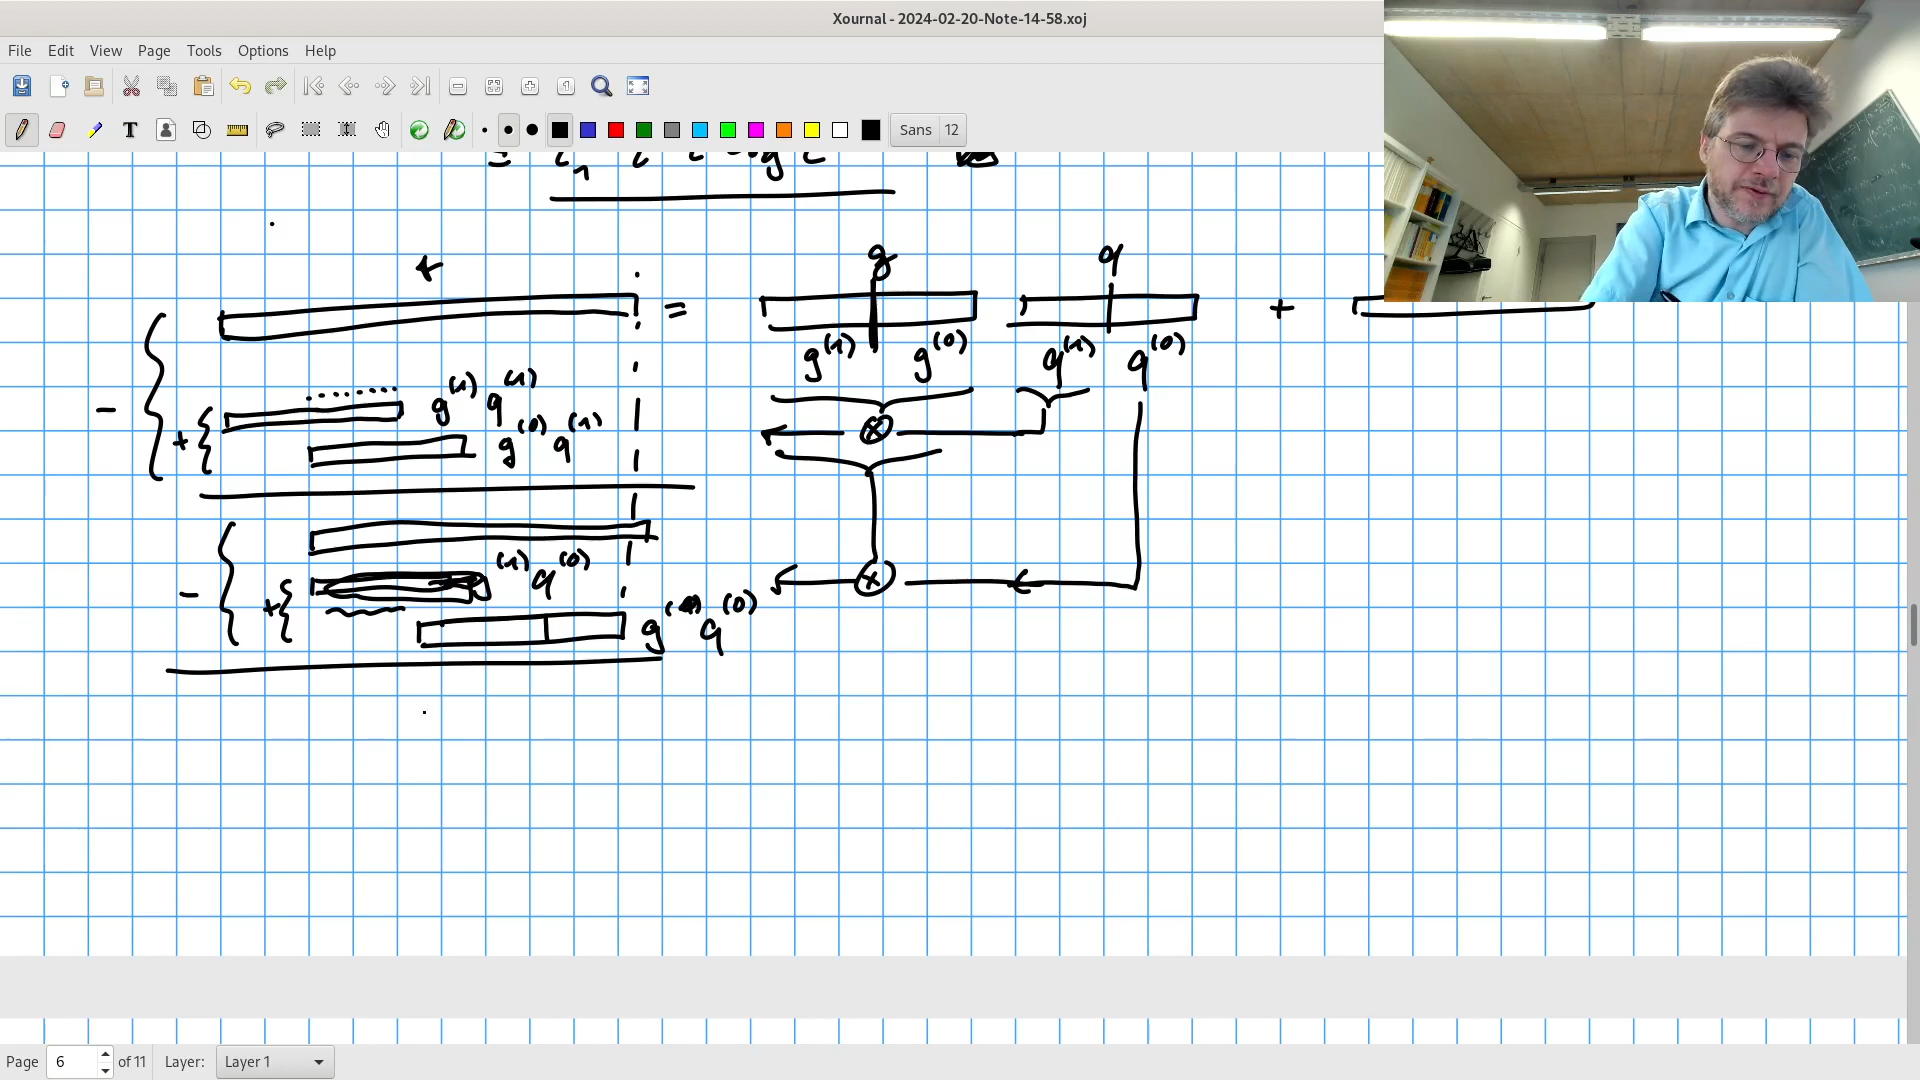 Xournal - 2024-02-20-Note-14-58.xoj
File Edit View Page Tools Options Help
Sans 12
g q
= +
g^(1) g^(0) q^(1) q^(0)
- g^(1) q^(1)
+ g^(0) q^(1)
⊗
- + ^(1) q^(0)
⊗
g q^(0)
Page 6 of 11 Layer: Layer 1